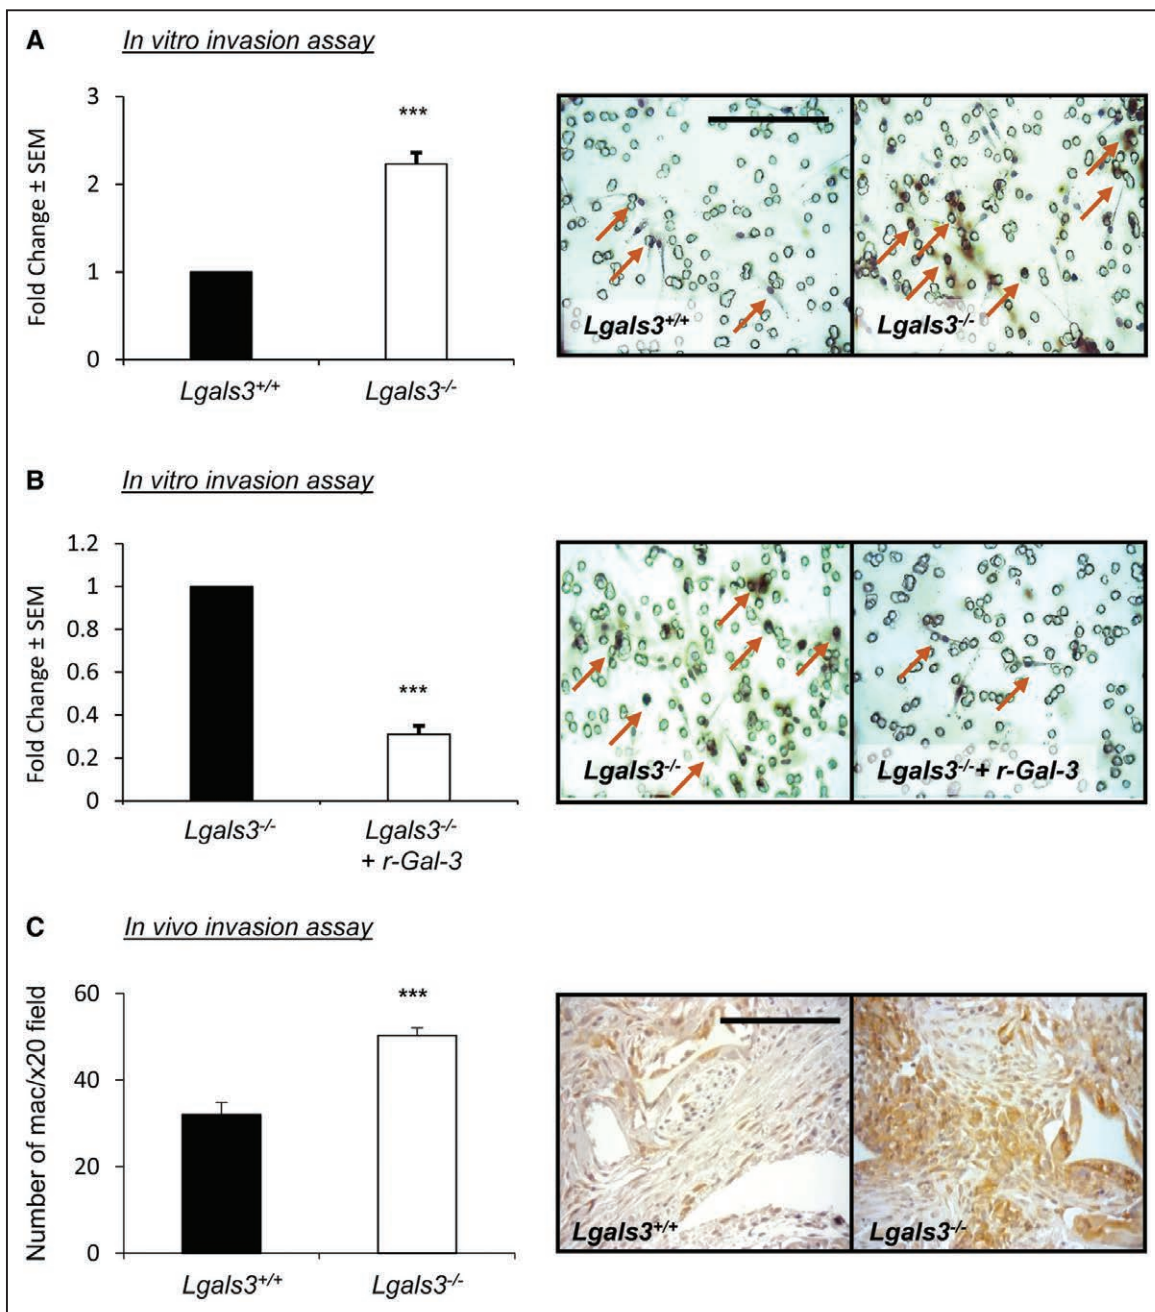 A
In vitro invasion assay
Fold Change ± SEM
3
2
1
0
***
Lgals3+/+
Lgals3-/-
Lgals3+/+
Lgals3-/-
B
In vitro invasion assay
Fold Change ± SEM
1.2
1
0.8
0.6
0.4
0.2
0
***
Lgals3-/-
Lgals3-/-
+ r-Gal-3
Lgals3-/-
Lgals3-/- + r-Gal-3
C
In vivo invasion assay
Number of mac/x20 field
60
40
20
0
***
Lgals3+/+
Lgals3-/-
Lgals3+/+
Lgals3-/-